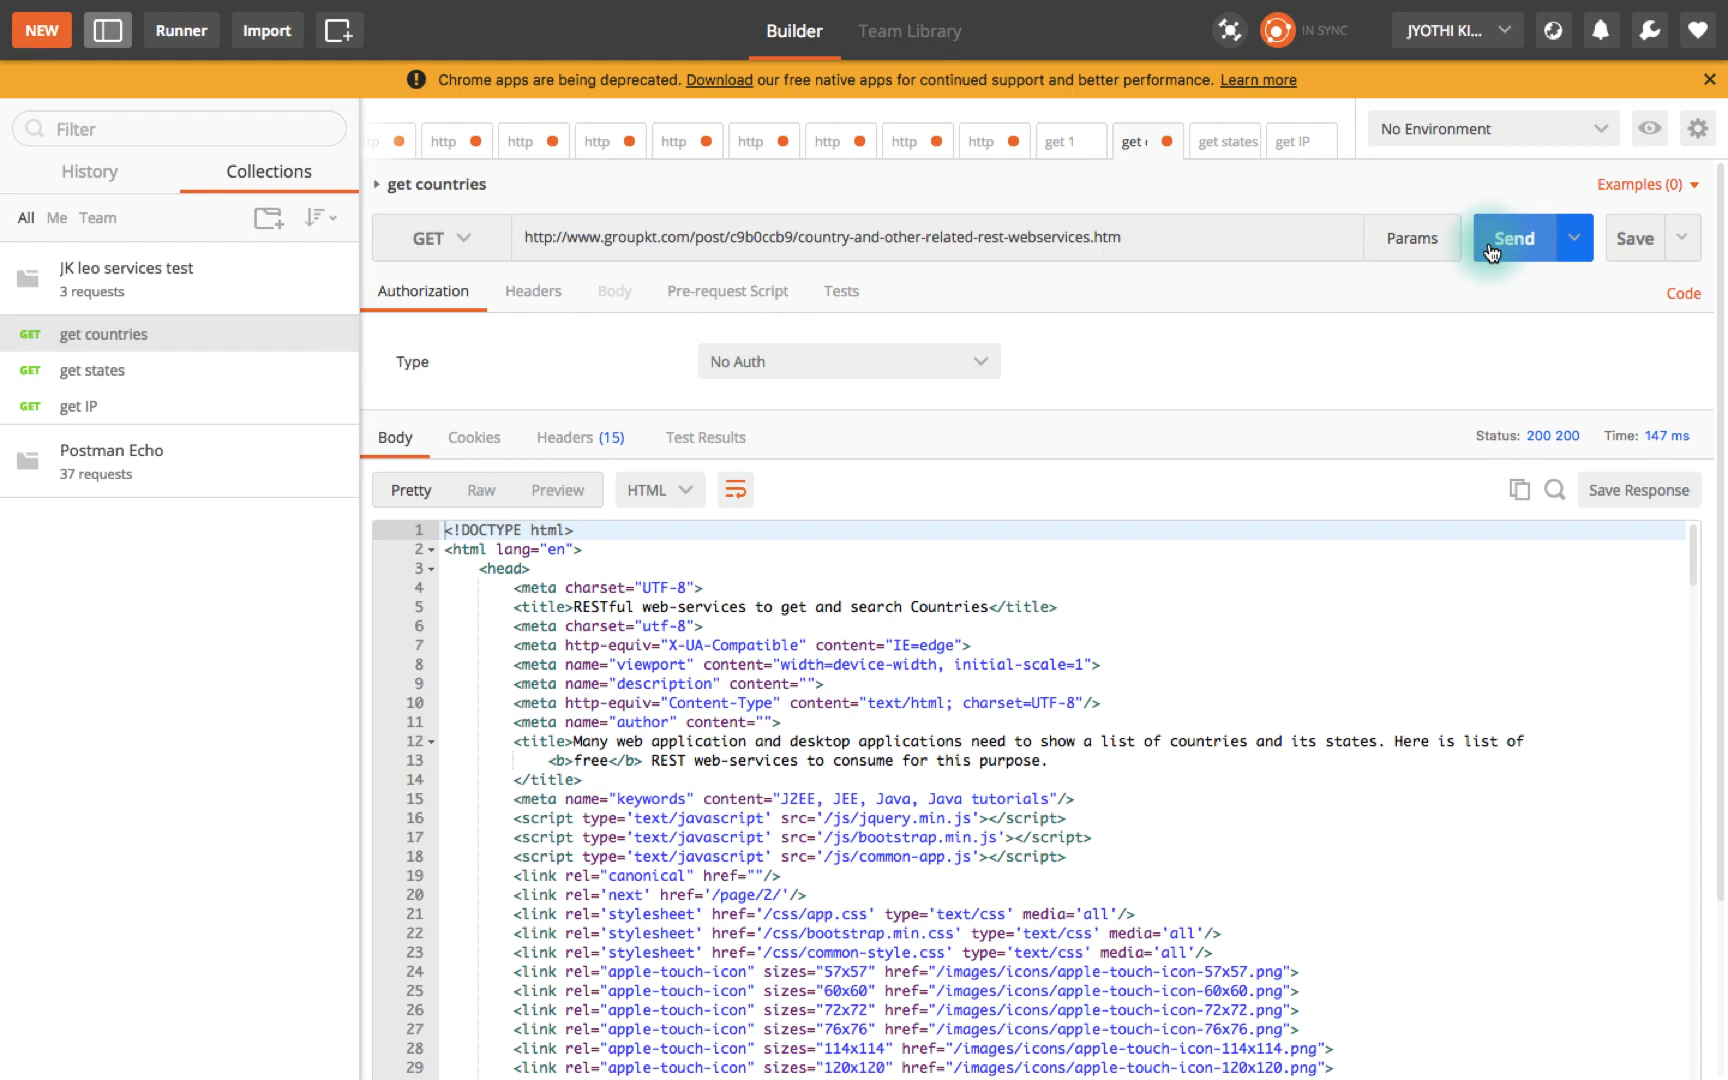 NEW Runner Import Builder Team Library IN SYNC JYOTHI KI...
Chrome apps are being deprecated. Download our free native apps for continued support and better performance. Learn more
Filter
http http http http http http http http get 1 get get states get IP
No Environment
History Collections
get countries
Examples (0)
All Me Team
GET http://www.groupkt.com/post/c9b0ccb9/country-and-other-related-rest-webservices.htm Params Send Save
JK leo services test
3 requests
Authorization Headers Body Pre-request Script Tests Code
GET get countries
GET get states
GET get IP
Type No Auth
Postman Echo
37 requests
Body Cookies Headers (15) Test Results Status: 200 200 Time: 147 ms
Pretty Raw Preview HTML Save Response
1 <!DOCTYPE html>
2 <html lang="en">
3 <head>
4 <meta charset="UTF-8">
5 <title>RESTful web-services to get and search Countries</title>
6 <meta charset="utf-8">
7 <meta http-equiv="X-UA-Compatible" content="IE=edge">
8 <meta name="viewport" content="width=device-width, initial-scale=1">
9 <meta name="description" content="">
10 <meta http-equiv="Content-Type" content="text/html; charset=UTF-8"/>
11 <meta name="author" content="">
12 <title>Many web application and desktop applications need to show a list of countries and its states. Here is list of
13 <b>free</b> REST web-services to consume for this purpose.
14 </title>
15 <meta name="keywords" content="J2EE, JEE, Java, Java tutorials"/>
16 <script type='text/javascript' src='/js/jquery.min.js'></script>
17 <script type='text/javascript' src='/js/bootstrap.min.js'></script>
18 <script type='text/javascript' src='/js/common-app.js'></script>
19 <link rel="canonical" href=""/>
20 <link rel='next' href='/page/2/'/>
21 <link rel='stylesheet' href='/css/app.css' type='text/css' media='all'/>
22 <link rel='stylesheet' href='/css/bootstrap.min.css' type='text/css' media='all'/>
23 <link rel='stylesheet' href='/css/common-style.css' type='text/css' media='all'/>
24 <link rel="apple-touch-icon" sizes="57x57" href="/images/icons/apple-touch-icon-57x57.png">
25 <link rel="apple-touch-icon" sizes="60x60" href="/images/icons/apple-touch-icon-60x60.png">
26 <link rel="apple-touch-icon" sizes="72x72" href="/images/icons/apple-touch-icon-72x72.png">
27 <link rel="apple-touch-icon" sizes="76x76" href="/images/icons/apple-touch-icon-76x76.png">
28 <link rel="apple-touch-icon" sizes="114x114" href="/images/icons/apple-touch-icon-114x114.png">
29 <link rel="apple-touch-icon" sizes="120x120" href="/images/icons/apple-touch-icon-120x120.png">